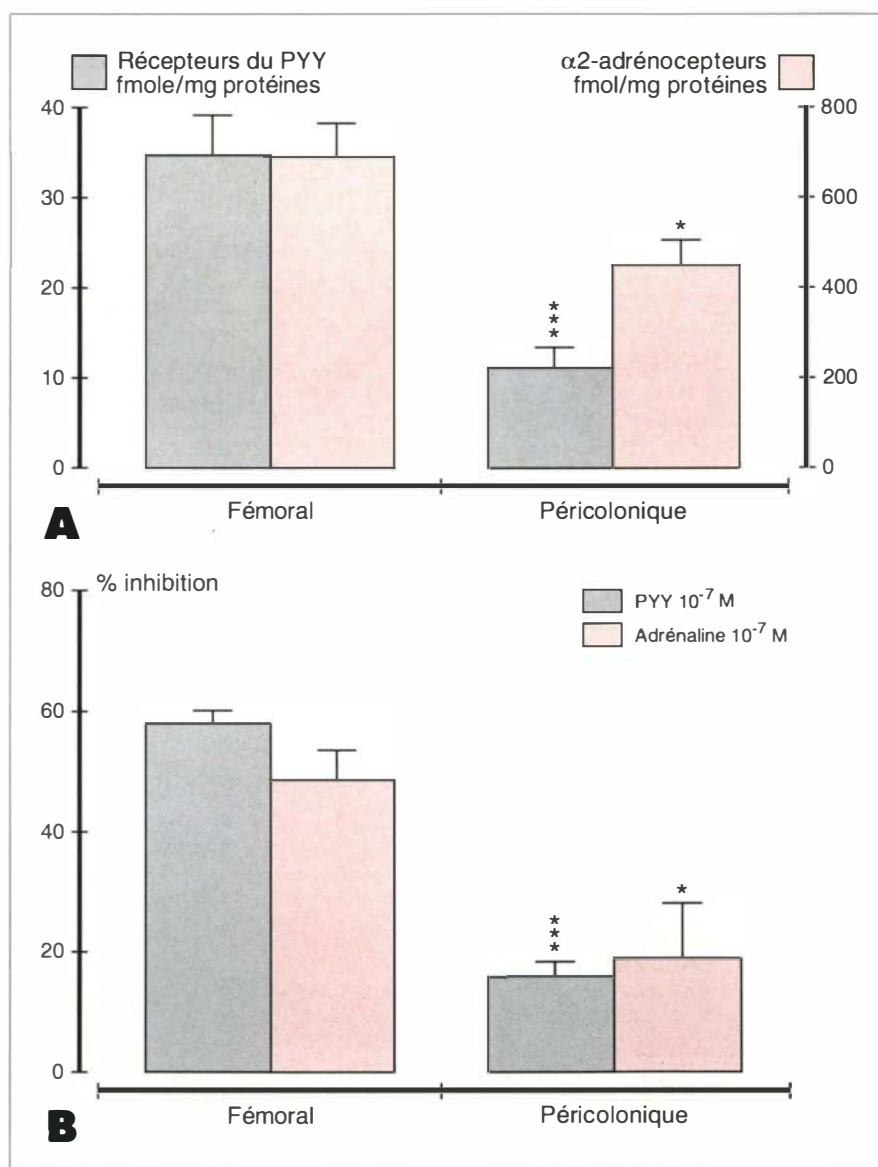 Récepteurs du PYY
fmole/mg protéines
α2-adrénocepteurs
fmol/mg protéines
40
30
20
10
0
800
600
400
200
0
***
*
Fémoral
Péricolonique
A
% inhibition
80
60
40
20
0
PYY 10⁻⁷ M
Adrénaline 10⁻⁷ M
***
*
Fémoral
Péricolonique
B